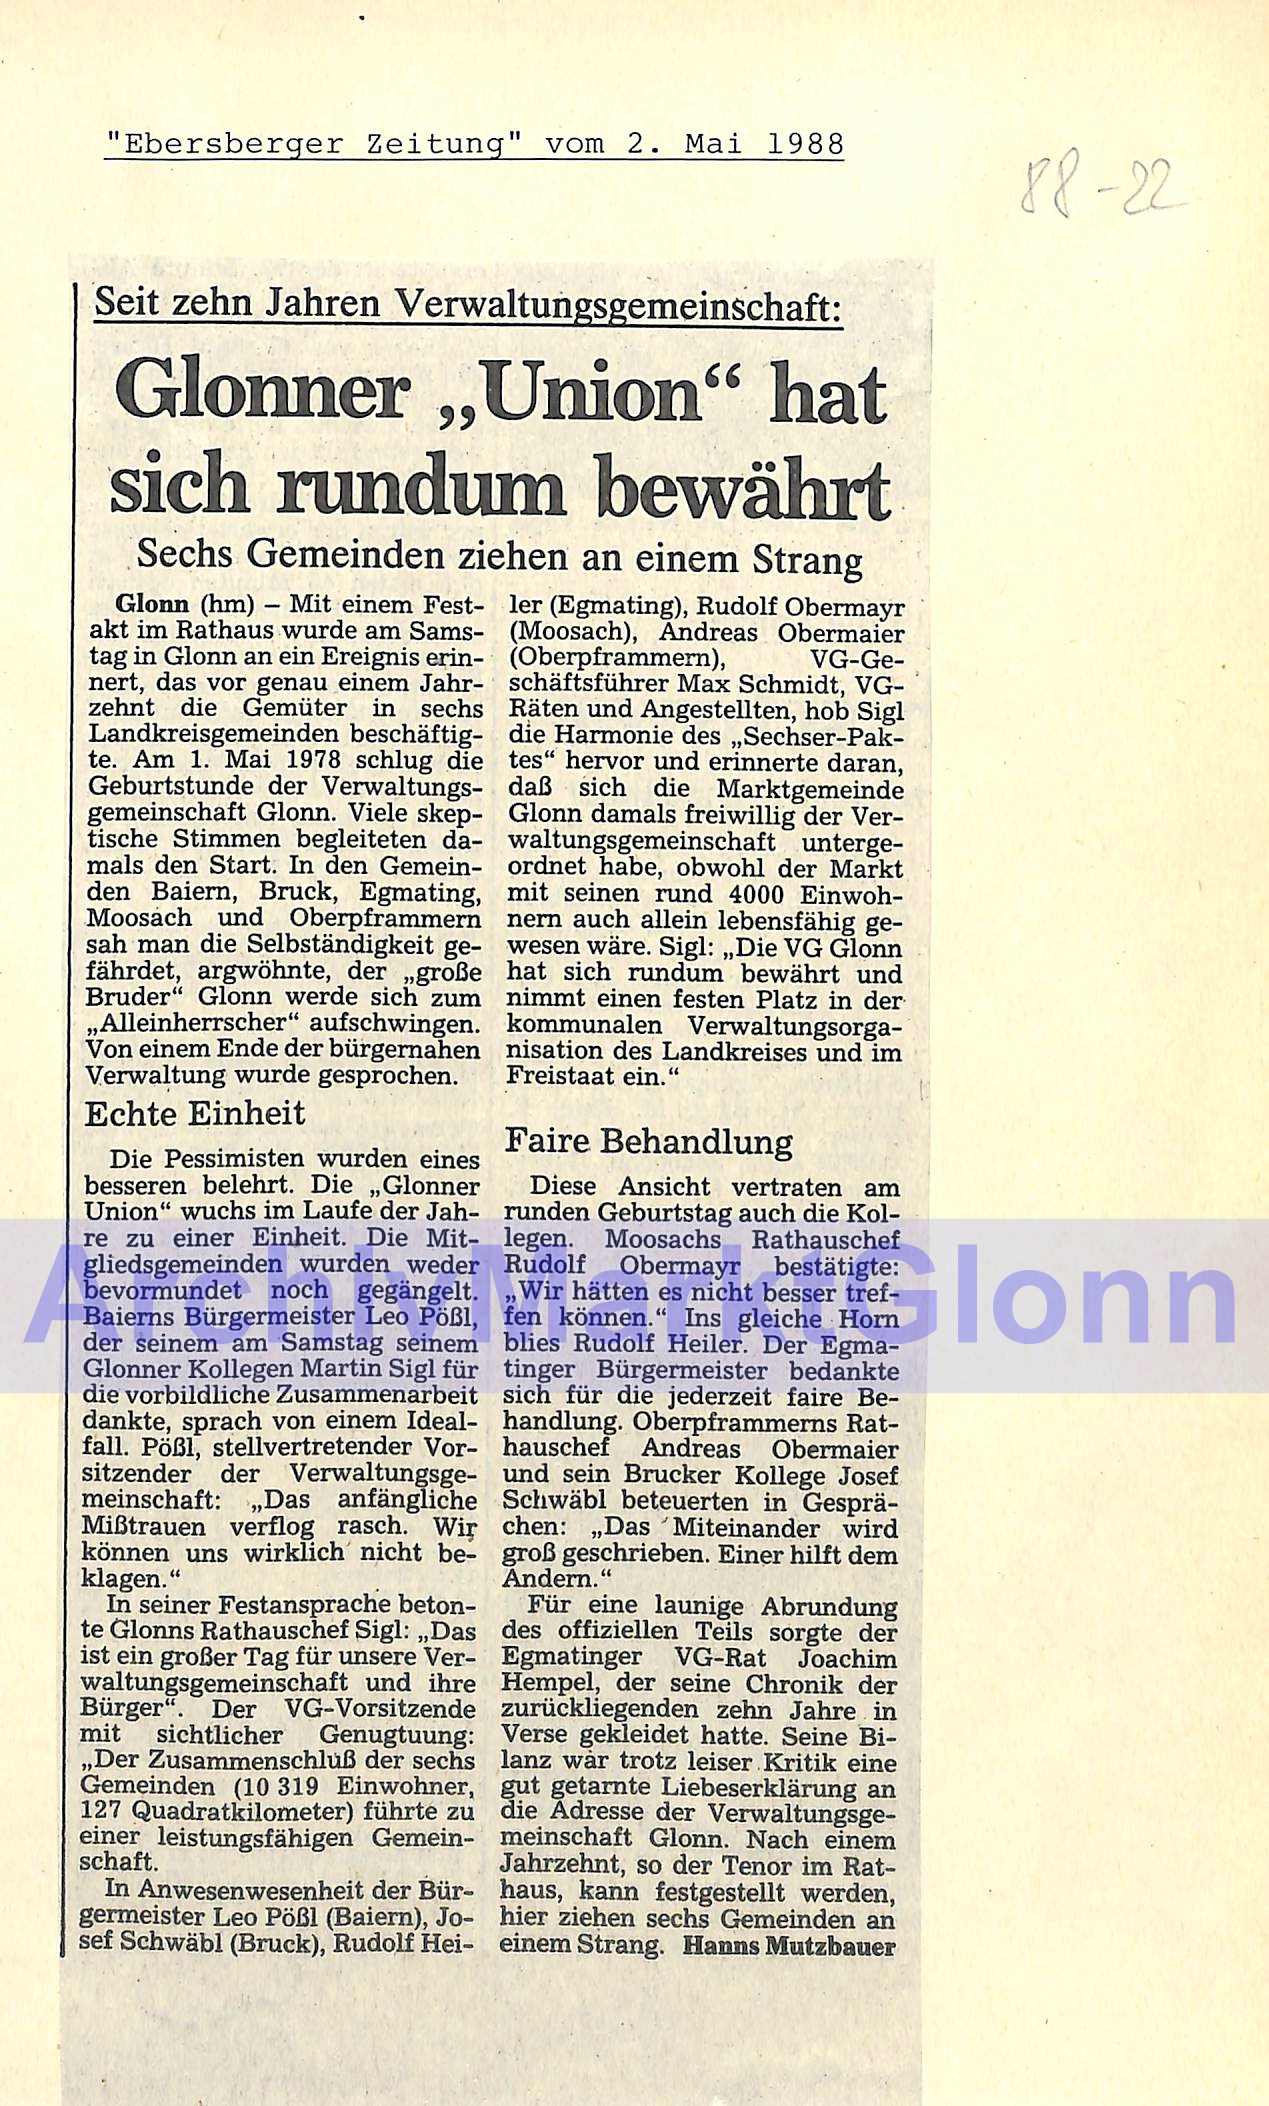 "Ebersberger Zeitung" vom 2. Mai 1988
88-22
Seit zehn Jahren Verwaltungsgemeinschaft:
Glonner „Union“ hat
sich rundum bewährt
Sechs Gemeinden ziehen an einem Strang
Glonn (hm) – Mit einem Fest-
akt im Rathaus wurde am Sams-
tag in Glonn an ein Ereignis erin-
nert, das vor genau einem Jahr-
zehnt die Gemüter in sechs
Landkreisgemeinden beschäftig-
te. Am 1. Mai 1978 schlug die
Geburtstunde der Verwaltungs-
gemeinschaft Glonn. Viele skep-
tische Stimmen begleiteten da-
mals den Start. In den Gemein-
den Baiern, Bruck, Egmating,
Moosach und Oberpframmern
sah man die Selbständigkeit ge-
fährdet, argwöhnte, der „große
Bruder“ Glonn werde sich zum
„Alleinherrscher“ aufschwingen.
Von einem Ende der bürgernahen
Verwaltung wurde gesprochen.
Echte Einheit
Die Pessimisten wurden eines
besseren belehrt. Die „Glonner
Union“ wuchs im Laufe der Jah-
re zu einer Einheit. Die Mit-
gliedsgemeinden wurden weder
bevormundet noch gegängelt.
Baierns Bürgermeister Leo Pößl,
der seinem am Samstag seinem
Glonner Kollegen Martin Sigl für
die vorbildliche Zusammenarbeit
dankte, sprach von einem Ideal-
fall. Pößl, stellvertretender Vor-
sitzender der Verwaltungsge-
meinschaft: „Das anfängliche
Mißtrauen verflog rasch. Wir
können uns wirklich nicht be-
klagen.“
In seiner Festansprache beton-
te Glonns Rathauschef Sigl: „Das
ist ein großer Tag für unsere Ver-
waltungsgemeinschaft und ihre
Bürger“. Der VG-Vorsitzende
mit sichtlicher Genugtuung:
„Der Zusammenschluß der sechs
Gemeinden (10 319 Einwohner,
127 Quadratkilometer) führte zu
einer leistungsfähigen Gemein-
schaft.
In Anwesenwesenheit der Bür-
germeister Leo Pößl (Baiern), Jo-
sef Schwäbl (Bruck), Rudolf Hei-
ler (Egmating), Rudolf Obermayr
(Moosach), Andreas Obermaier
(Oberpframmern), VG-Ge-
schäftsführer Max Schmidt, VG-
Räten und Angestellten, hob Sigl
die Harmonie des „Sechser-Pak-
tes“ hervor und erinnerte daran,
daß sich die Marktgemeinde
Glonn damals freiwillig der Ver-
waltungsgemeinschaft unterge-
ordnet habe, obwohl der Markt
mit seinen rund 4000 Einwoh-
nern auch allein lebensfähig ge-
wesen wäre. Sigl: „Die VG Glonn
hat sich rundum bewährt und
nimmt einen festen Platz in der
kommunalen Verwaltungsorga-
nisation des Landkreises und im
Freistaat ein.“
Faire Behandlung
Diese Ansicht vertraten am
runden Geburtstag auch die Kol-
legen. Moosachs Rathauschef
Rudolf Obermayr bestätigte:
„Wir hätten es nicht besser tref-
fen können.“ Ins gleiche Horn
blies Rudolf Heiler. Der Egma-
tinger Bürgermeister bedankte
sich für die jederzeit faire Be-
handlung. Oberpframmerns Rat-
hauschef Andreas Obermaier
und sein Brucker Kollege Josef
Schwäbl beteuerten in Gesprä-
chen: „Das Miteinander wird
groß geschrieben. Einer hilft dem
Andern.“
Für eine launige Abrundung
des offiziellen Teils sorgte der
Egmatinger VG-Rat Joachim
Hempel, der seine Chronik der
zurückliegenden zehn Jahre in
Verse gekleidet hatte. Seine Bi-
lanz war trotz leiser Kritik eine
gut getarnte Liebeserklärung an
die Adresse der Verwaltungsge-
meinschaft Glonn. Nach einem
Jahrzehnt, so der Tenor im Rat-
haus, kann festgestellt werden,
hier ziehen sechs Gemeinden an
einem Strang. Hanns Mutzbauer
ArchivMarktGlonn